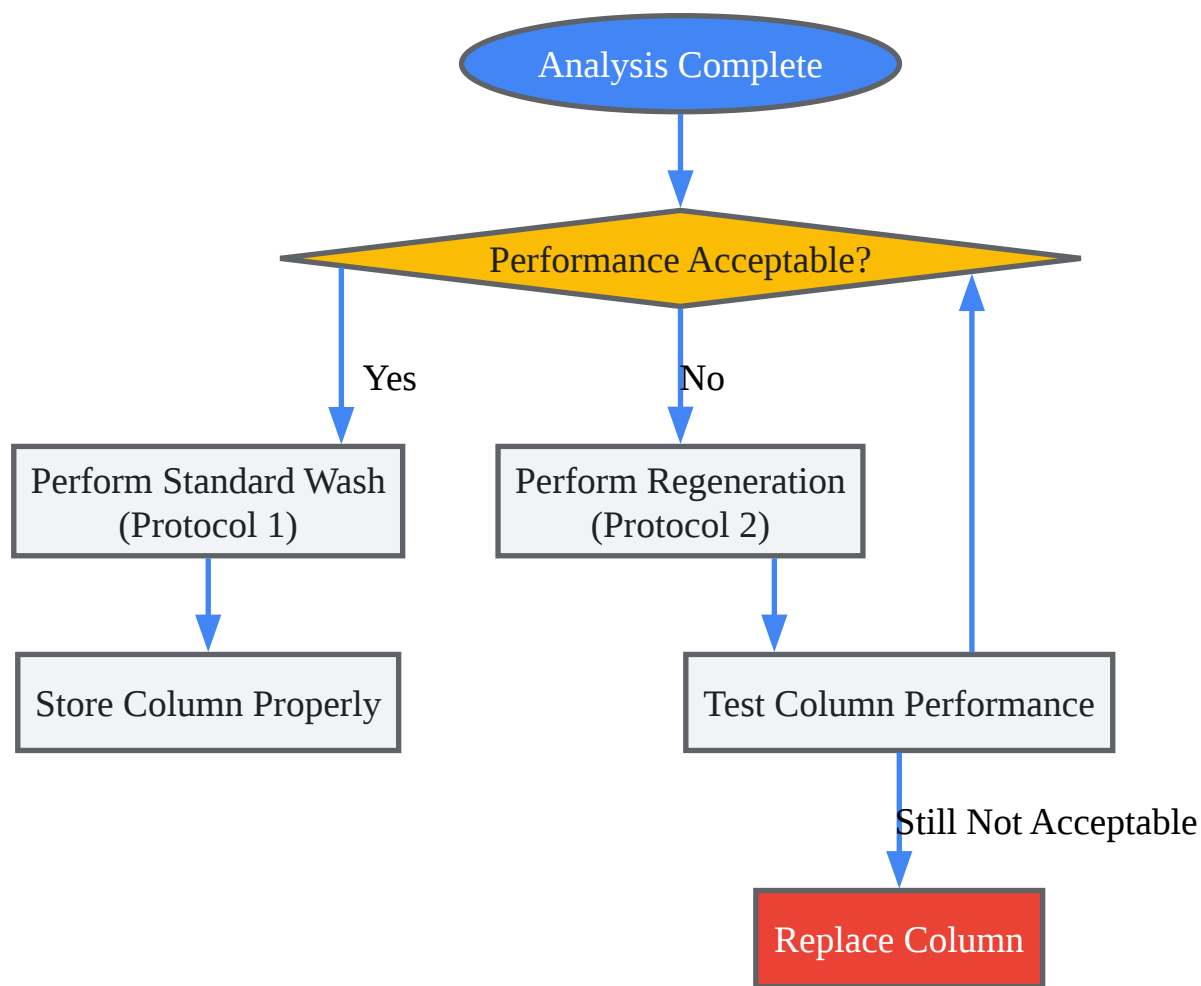 Analysis Complete
Performance Acceptable?
Yes
No
Perform Standard Wash
(Protocol 1)
Perform Regeneration
(Protocol 2)
Store Column Properly
Test Column Performance
Still Not Acceptable
Replace Column